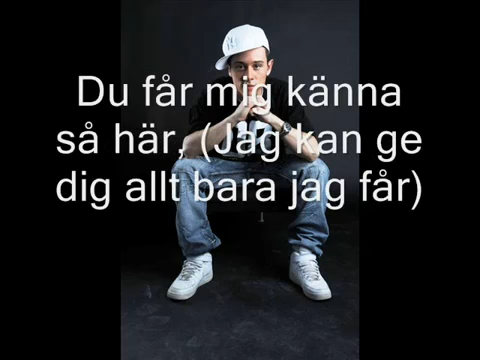 Du får mig känna
så här, (Jag kan ge
dig allt bara jag får)